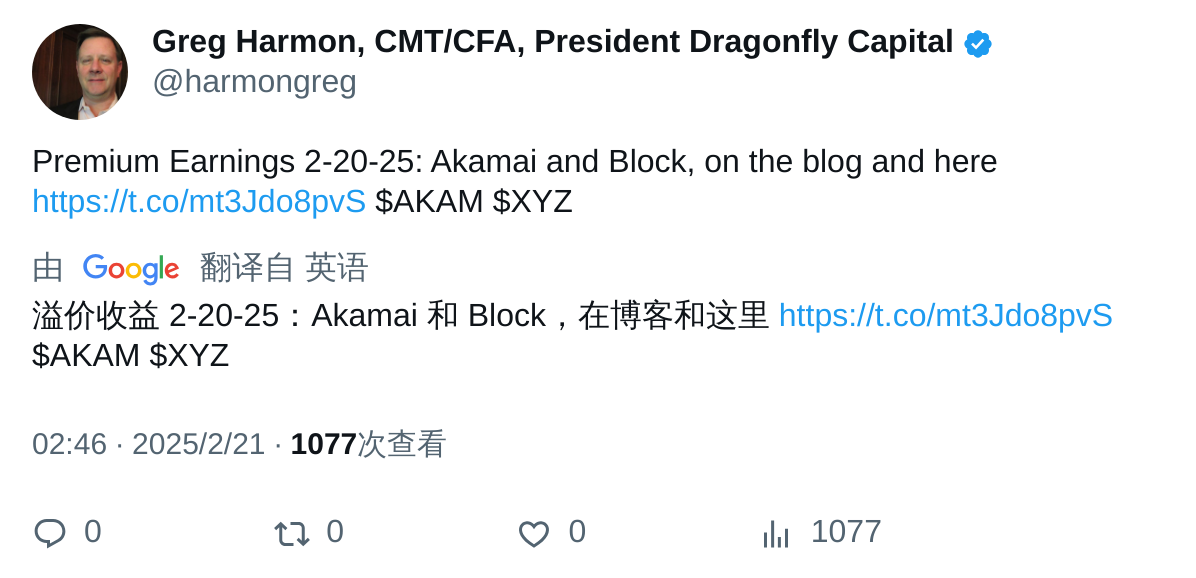 Greg Harmon, CMT/CFA, President Dragonfly Capital
@harmongreg
Premium Earnings 2-20-25: Akamai and Block, on the blog and here
https://t.co/mt3Jdo8pvS $AKAM $XYZ
由 Google 翻译自 英语
溢价收益 2-20-25：Akamai 和 Block，在博客和这里 https://t.co/mt3Jdo8pvS
$AKAM $XYZ
02:46 · 2025/2/21 · 1077次查看
0 0 0 1077